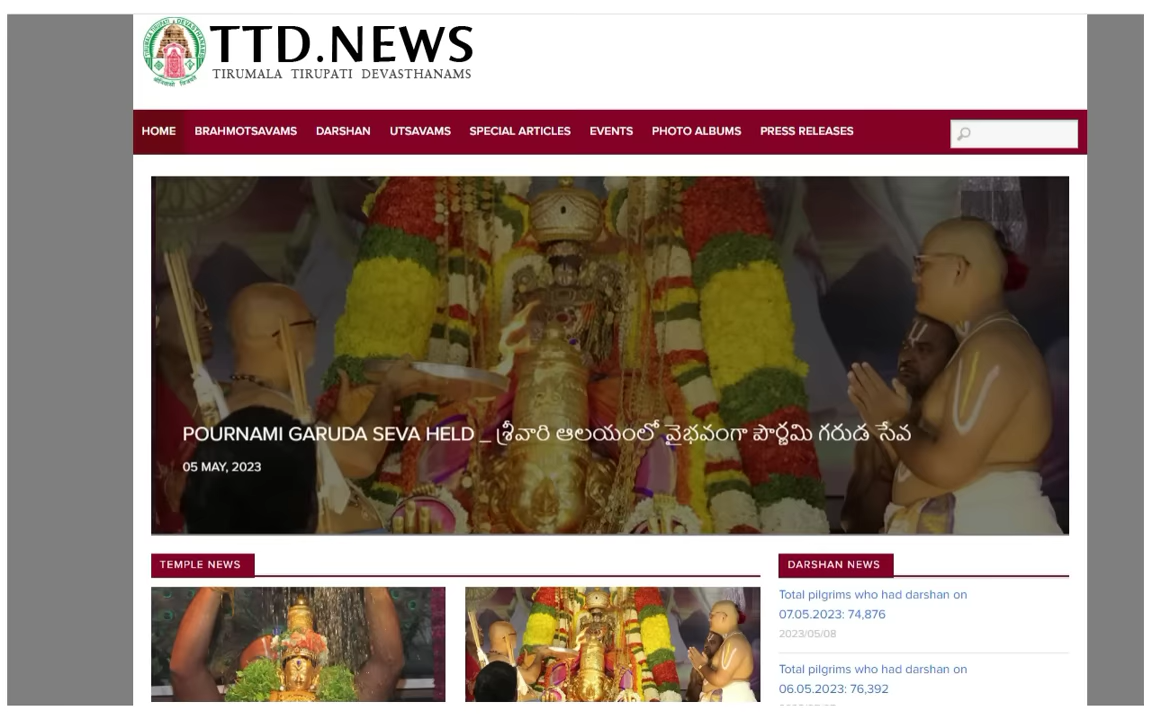 TTD.NEWS
TIRUMALA TIRUPATI DEVASTHANAMS
HOME BRAHMOTSAVAMS DARSHAN UTSAVAMS SPECIAL ARTICLES EVENTS PHOTO ALBUMS PRESS RELEASES
POURNAMI GARUDA SEVA HELD _ శ్రీవారి ఆలయంలో వైభవంగా పౌర్ణమి గరుడ సేవ
05 MAY, 2023
TEMPLE NEWS
DARSHAN NEWS
Total pilgrims who had darshan on
07.05.2023: 74,876
2023/05/08
Total pilgrims who had darshan on
06.05.2023: 76,392